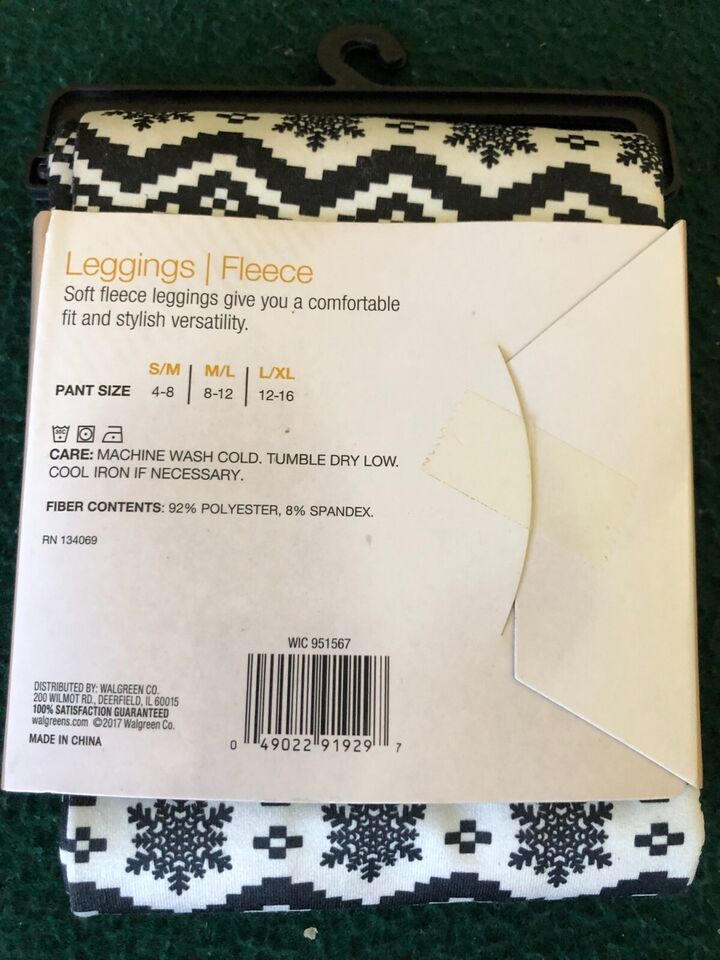 Leggings | Fleece
Soft fleece leggings give you a comfortable
fit and stylish versatility.
S/M | M/L | L/XL
PANT SIZE 4-8 | 8-12 | 12-16
30C
CARE: MACHINE WASH COLD. TUMBLE DRY LOW.
COOL IRON IF NECESSARY.
FIBER CONTENTS: 92% POLYESTER, 8% SPANDEX.
RN 134069
WIC 951567
DISTRIBUTED BY: WALGREEN CO.
200 WILMOT RD., DEERFIELD, IL 60015
100% SATISFACTION GUARANTEED
walgreens.com ©2017 Walgreen Co.
MADE IN CHINA
0 49022 91929 7